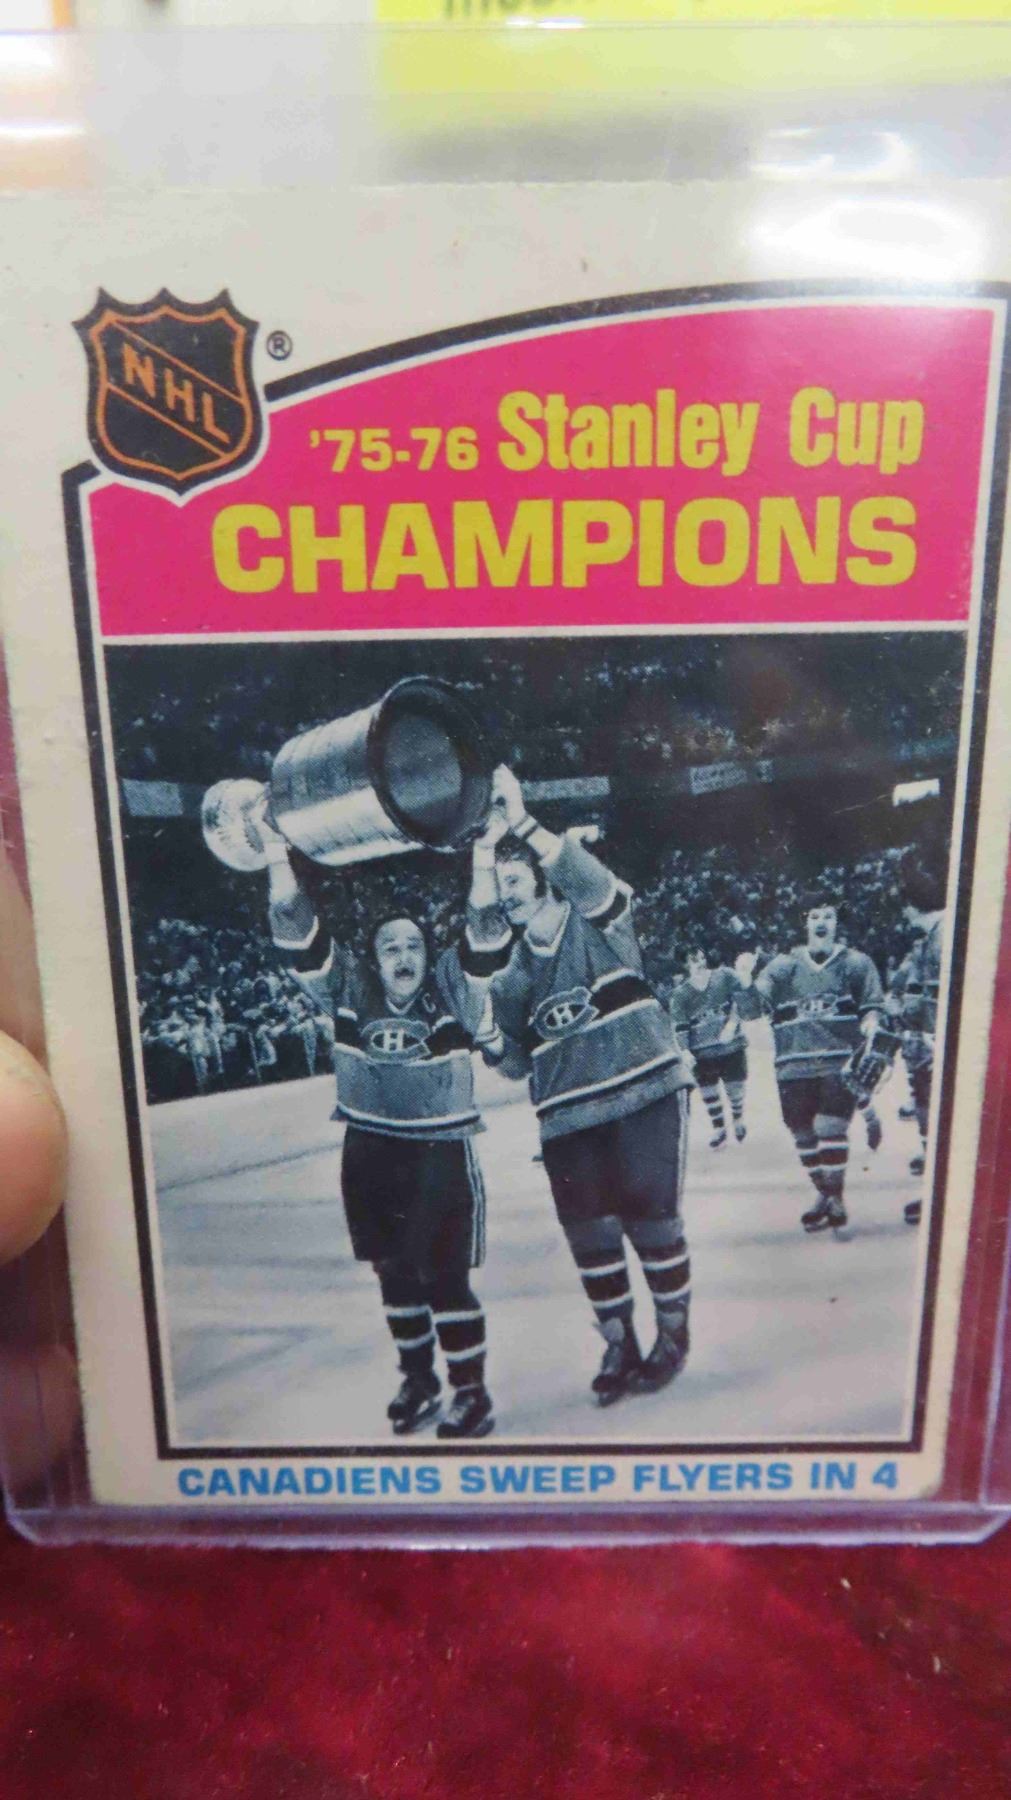 NHL
®
'75-76 Stanley Cup
CHAMPIONS
C
CANADIENS SWEEP FLYERS IN 4